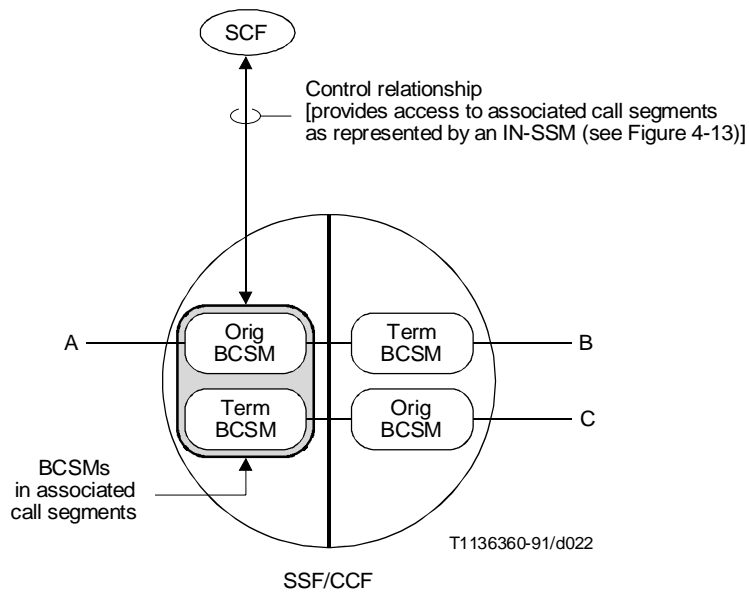 SCF
Control relationship
[provides access to associated call segments
as represented by an IN-SSM (see Figure 4-13)]
A
Orig
BCSM
Term
BCSM
B
Term
BCSM
Orig
BCSM
C
BCSMs
in associated
call segments
T1136360-91/d022
SSF/CCF